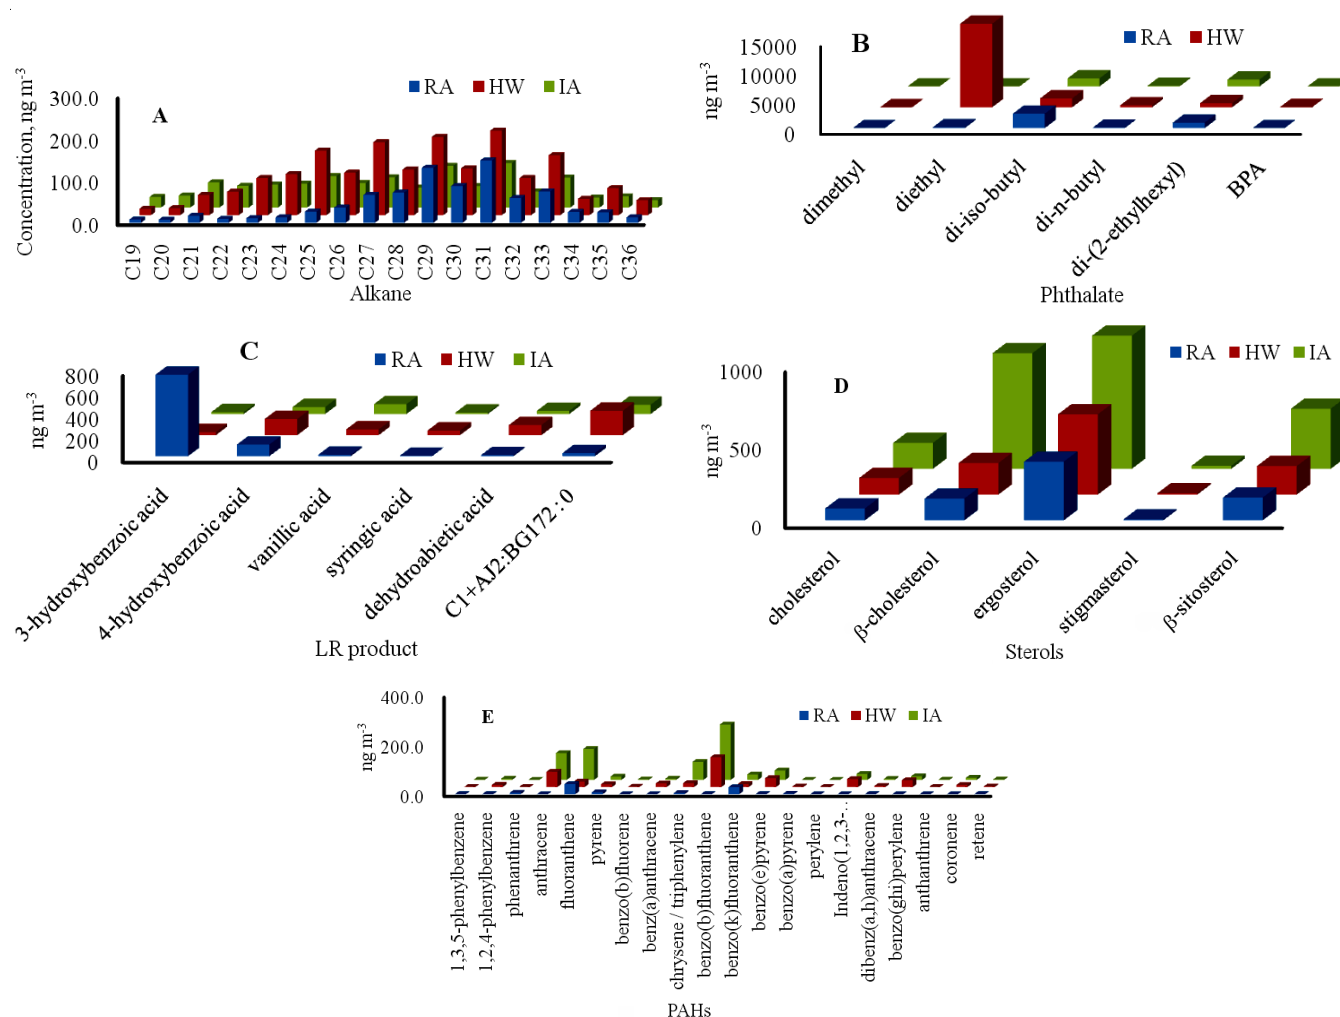 A
RA HW IA
Concentration, ng m-3
300.0
200.0
100.0
0.0
C19 C20 C21 C22 C23 C24 C25 C26 C27 C28 C29 C30 C31 C32 C33 C34 C35 C36
Alkane
B
RA HW
ng m-3
15000
10000
5000
0
dimethyl
diethyl
di-iso-butyl
di-n-butyl
di-(2-ethylhexyl)
BPA
Phthalate
C
RA HW IA
ng m-3
800
600
400
200
0
3-hydroxybenzoic acid
4-hydroxybenzoic acid
vanillic acid
syringic acid
dehydroabietic acid
C1+AJ2:BG172:0
LR product
D
RA HW IA
ng m-3
1000
500
0
cholesterol
β-cholesterol
ergosterol
stigmasterol
β-sitosterol
Sterols
E
RA HW IA
ng m-3
400.0
200.0
0.0
1,3,5-phenylbenzene
1,2,4-phenylbenzene
phenanthrene
anthracene
fluoranthene
pyrene
benzo(b)fluorene
benz(a)anthracene
chrysene / triphenylene
benzo(b)fluoranthene
benzo(k)fluoranthene
benzo(e)pyrene
benzo(a)pyrene
perylene
Indeno(1,2,3-...
dibenz(a,h)anthracene
benzo(ghi)perylene
anthanthrene
coronene
retene
PAHs